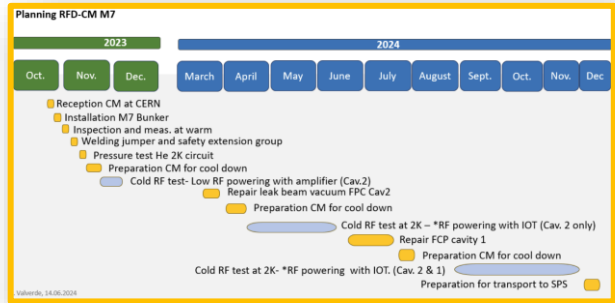 Planning RFD-CM M7
2023
2024
Oct.
Nov.
Dec.
March
April
May
June
July
August
Sept.
Oct.
Nov.
Dec
Reception CM at CERN
Installation M7 Bunker
Inspection and meas. at warm
Welding jumper and safety extension group
Pressure test He 2K circuit
Preparation CM for cool down
Cold RF test- Low RF powering with amplifier (Cav.2)
Repair leak beam vacuum FPC Cav2
Preparation CM for cool down
Cold RF test at 2K – *RF powering with IOT (Cav. 2 only)
Repair FCP cavity 1
Preparation CM for cool down
Cold RF test at 2K- *RF powering with IOT. (Cav. 2 & 1)
Preparation for transport to SPS
Valverde, 14.06.2024